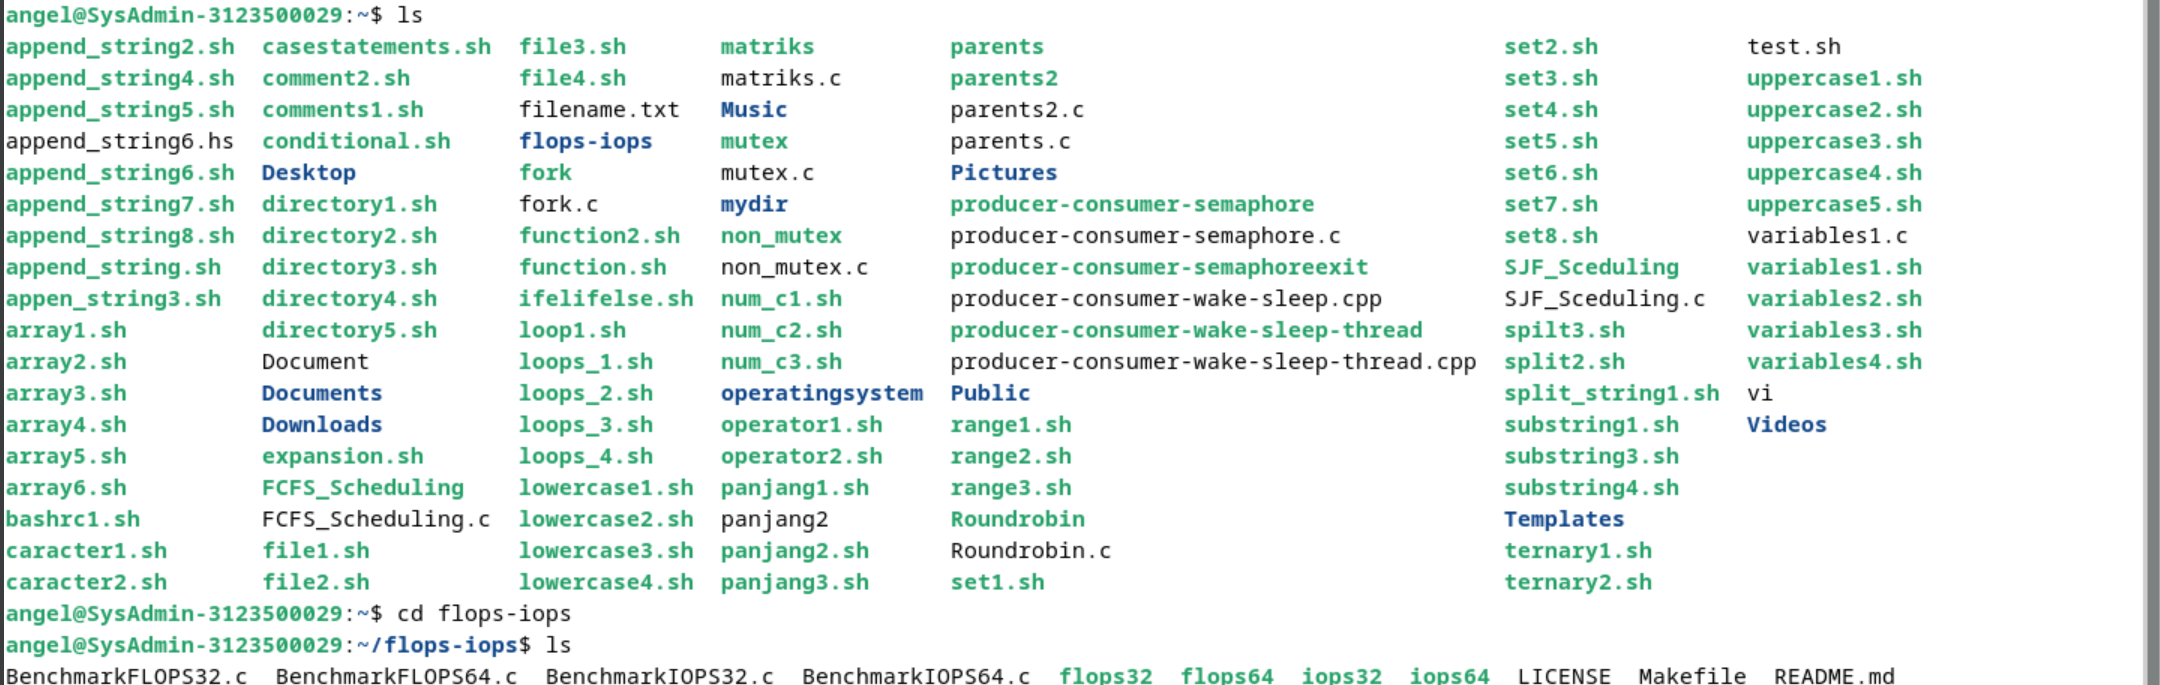 angel@SysAdmin-3123500029:~$ ls
append_string2.sh  casestatements.sh  file3.sh  matriks  parents  set2.sh  test.sh
append_string4.sh  comment2.sh  file4.sh  matriks.c  parents2  set3.sh  uppercase1.sh
append_string5.sh  comments1.sh  filename.txt  Music  parents2.c  set4.sh  uppercase2.sh
append_string6.hs  conditional.sh  flops-iops  mutex  parents.c  set5.sh  uppercase3.sh
append_string6.sh  Desktop  fork  mutex.c  Pictures  set6.sh  uppercase4.sh
append_string7.sh  directory1.sh  fork.c  mydir  producer-consumer-semaphore  set7.sh  uppercase5.sh
append_string8.sh  directory2.sh  function2.sh  non_mutex  producer-consumer-semaphore.c  set8.sh  variables1.c
append_string.sh  directory3.sh  function.sh  non_mutex.c  producer-consumer-semaphoreexit  SJF_Sceduling  variables1.sh
appen_string3.sh  directory4.sh  ifelifelse.sh  num_c1.sh  producer-consumer-wake-sleep.cpp  SJF_Sceduling.c  variables2.sh
array1.sh  directory5.sh  loop1.sh  num_c2.sh  producer-consumer-wake-sleep-thread  spilt3.sh  variables3.sh
array2.sh  Document  loops_1.sh  num_c3.sh  producer-consumer-wake-sleep-thread.cpp  split2.sh  variables4.sh
array3.sh  Documents  loops_2.sh  operatingsystem  Public  split_string1.sh  vi
array4.sh  Downloads  loops_3.sh  operator1.sh  range1.sh  substring1.sh  Videos
array5.sh  expansion.sh  loops_4.sh  operator2.sh  range2.sh  substring3.sh
array6.sh  FCFS_Scheduling  lowercase1.sh  panjang1.sh  range3.sh  substring4.sh
bashrc1.sh  FCFS_Scheduling.c  lowercase2.sh  panjang2  Roundrobin  Templates
caracter1.sh  file1.sh  lowercase3.sh  panjang2.sh  Roundrobin.c  ternary1.sh
caracter2.sh  file2.sh  lowercase4.sh  panjang3.sh  set1.sh  ternary2.sh
angel@SysAdmin-3123500029:~$ cd flops-iops
angel@SysAdmin-3123500029:~/flops-iops$ ls
BenchmarkFLOPS32.c  BenchmarkFLOPS64.c  BenchmarkIOPS32.c  BenchmarkIOPS64.c  flops32  flops64  iops32  iops64  LICENSE  Makefile  README.md